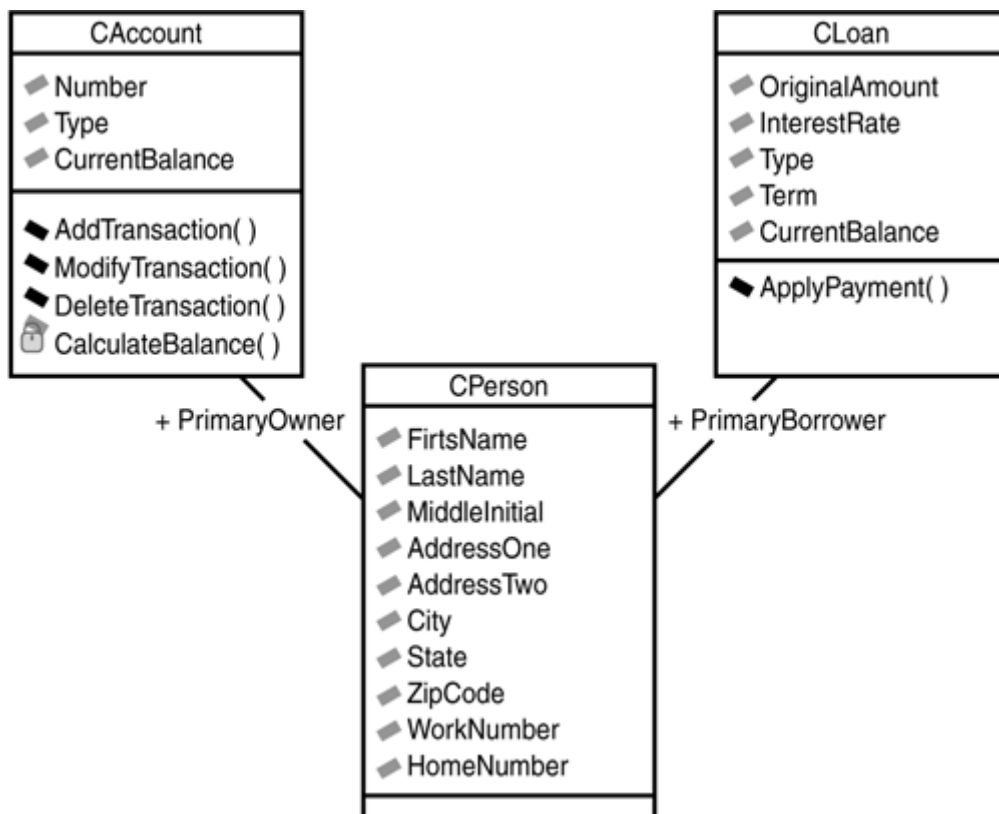 CAccount
Number
Type
CurrentBalance
AddTransaction( )
ModifyTransaction( )
DeleteTransaction( )
CalculateBalance( )
CLoan
OriginalAmount
InterestRate
Type
Term
CurrentBalance
ApplyPayment( )
+ PrimaryOwner
+ PrimaryBorrower
CPerson
FirtsName
LastName
MiddleInitial
AddressOne
AddressTwo
City
State
ZipCode
WorkNumber
HomeNumber